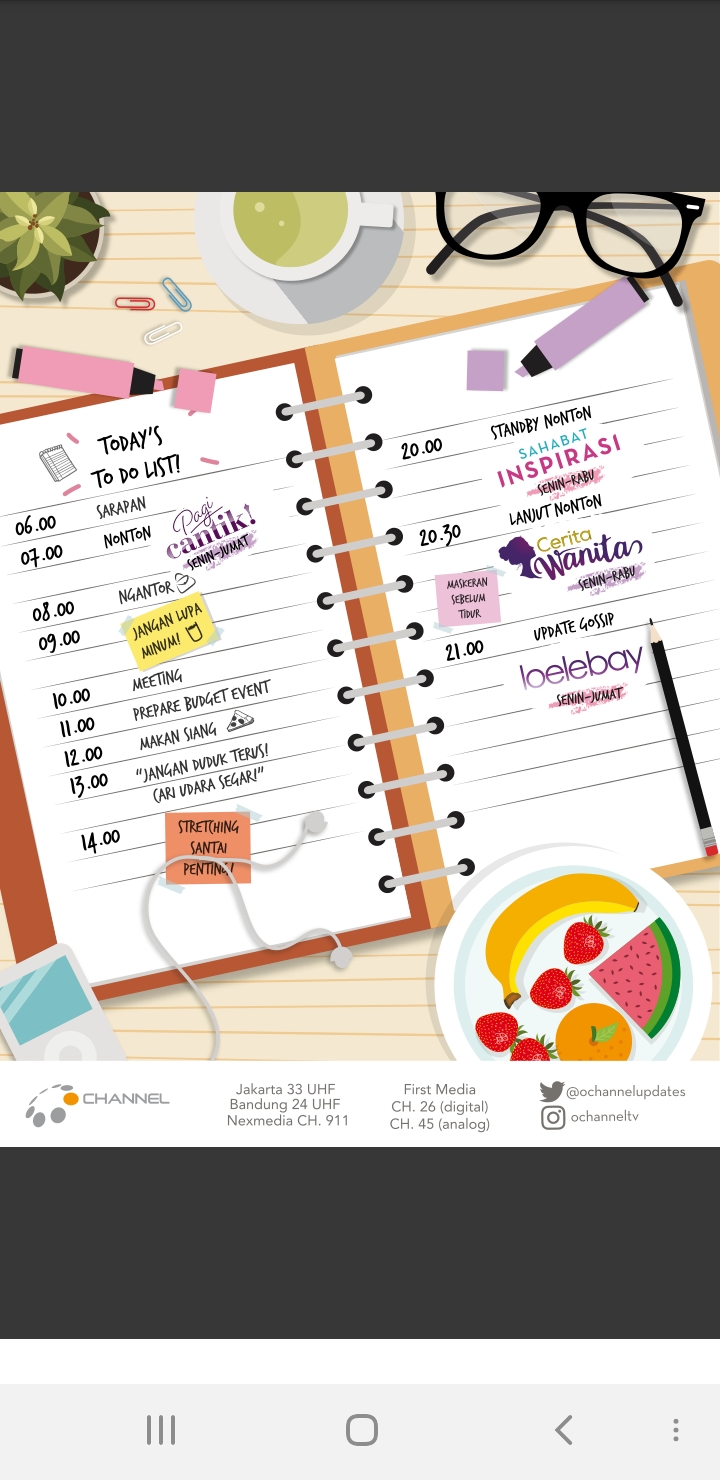 TODAY'S
TO DO LIST!
06.00 SARAPAN
07.00 NONTON Pagi cantik!
SENIN-JUMAT
08.00 NGANTOR
09.00 JANGAN LUPA
MINUM!
10.00 MEETING
11.00 PREPARE BUDGET EVENT
12.00 MAKAN SIANG
13.00 "JANGAN DUDUK TERUS!
CARI UDARA SEGAR!"
14.00 STRETCHING
SANTAI
PENTING!
20.00 STANDBY NONTON
SAHABAT
INSPIRASI
SENIN-RABU
20.30 LANJUT NONTON
Cerita
Wanita
SENIN-RABU
MASKERAN
SEBELUM
TIDUR
21.00 UPDATE GOSSIP
loelebay
SENIN-JUMAT
CHANNEL
Jakarta 33 UHF
Bandung 24 UHF
Nexmedia CH. 911
First Media
CH. 26 (digital)
CH. 45 (analog)
@ochannelupdates
ochanneltv